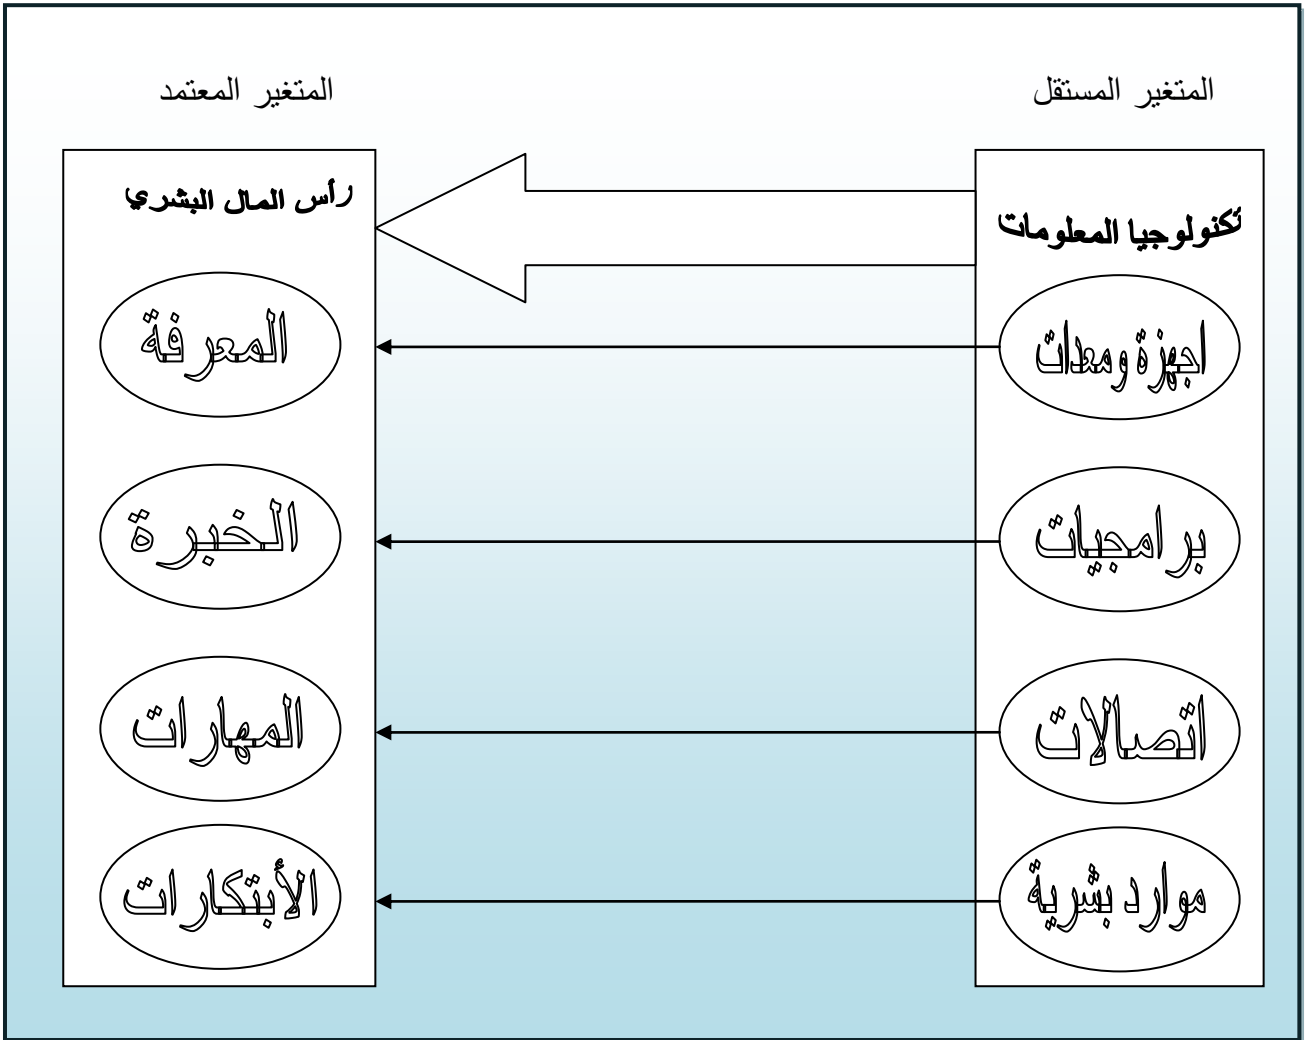 المتغير المستقل
المتغير المعتمد
تكنولوجيا المعلومات
رأس المال البشري
اجهزة ومعدات
المعرفة
برامجيات
الخبرة
اتصالات
المهارات
موارد بشرية
الأبتكارات